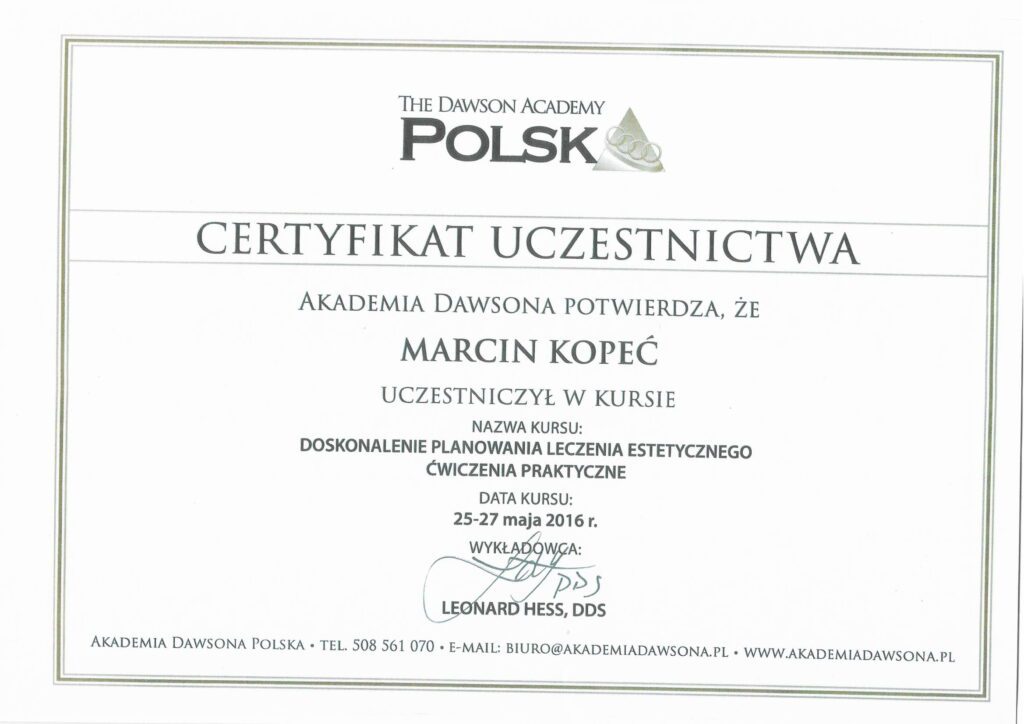 THE DAWSON ACADEMY
POLSK
CERTYFIKAT UCZESTNICTWA
AKADEMIA DAWSONA POTWIERDZA, ŻE
MARCIN KOPEĆ
UCZESTNICZYŁ W KURSIE
NAZWA KURSU:
DOSKONALENIE PLANOWANIA LECZENIA ESTETYCZNEGO
ĆWICZENIA PRAKTYCZNE
DATA KURSU:
25-27 maja 2016 r.
WYKŁADOWCA:
DDS
LEONARD HESS, DDS
AKADEMIA DAWSONA POLSKA • TEL. 508 561 070 • E-MAIL: BIURO@AKADEMIADAWSONA.PL • WWW.AKADEMIADAWSONA.PL